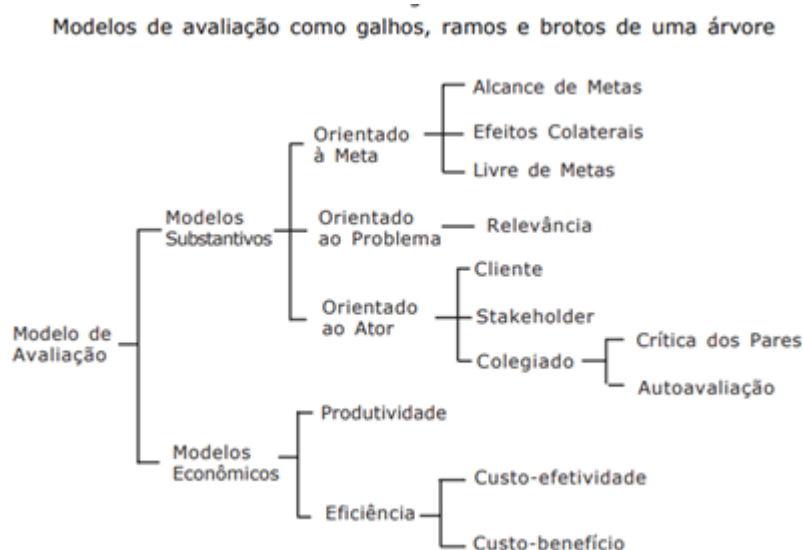 Modelos de avaliação como galhos, ramos e brotos de uma árvore
Alcance de Metas
Orientado
à Meta
Efeitos Colaterais
Livre de Metas
Modelos
Substantivos
Orientado
ao Problema
Relevância
Cliente
Orientado
ao Ator
Stakeholder
Colegiado
Crítica dos Pares
Autoavaliação
Modelo de
Avaliação
Produtividade
Modelos
Econômicos
Custo-efetividade
Eficiência
Custo-benefício